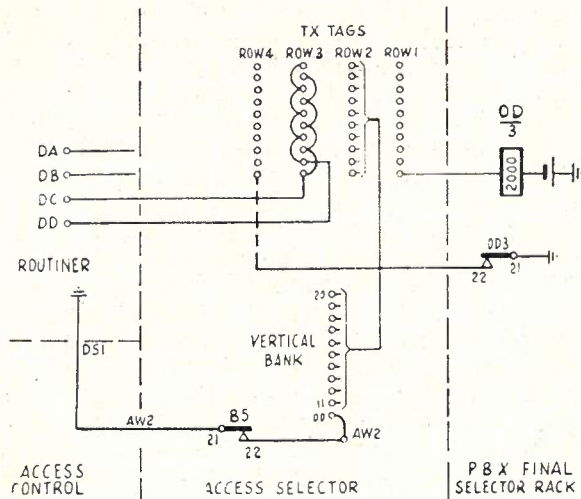 TX TAGS
ROW4 ROW3 ROW2 ROW1
OD
3
2000
DA
DB
DC
DD
ROUTINER
OD3
22 21
20
VERTICAL
BANK
11
OO
DS1
AW2
B5
21
22
AW2
ACCESS
CONTROL
ACCESS SELECTOR
PBX FINAL
SELECTOR RACK